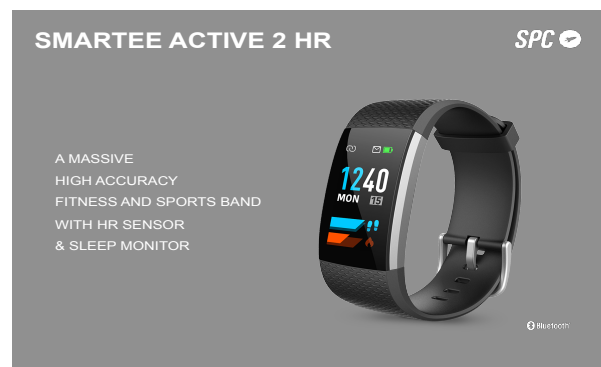 SMARTEE ACTIVE 2 HR
SPC
A MASSIVE
HIGH ACCURACY
FITNESS AND SPORTS BAND
WITH HR SENSOR
& SLEEP MONITOR
1240
MON 15
Bluetooth